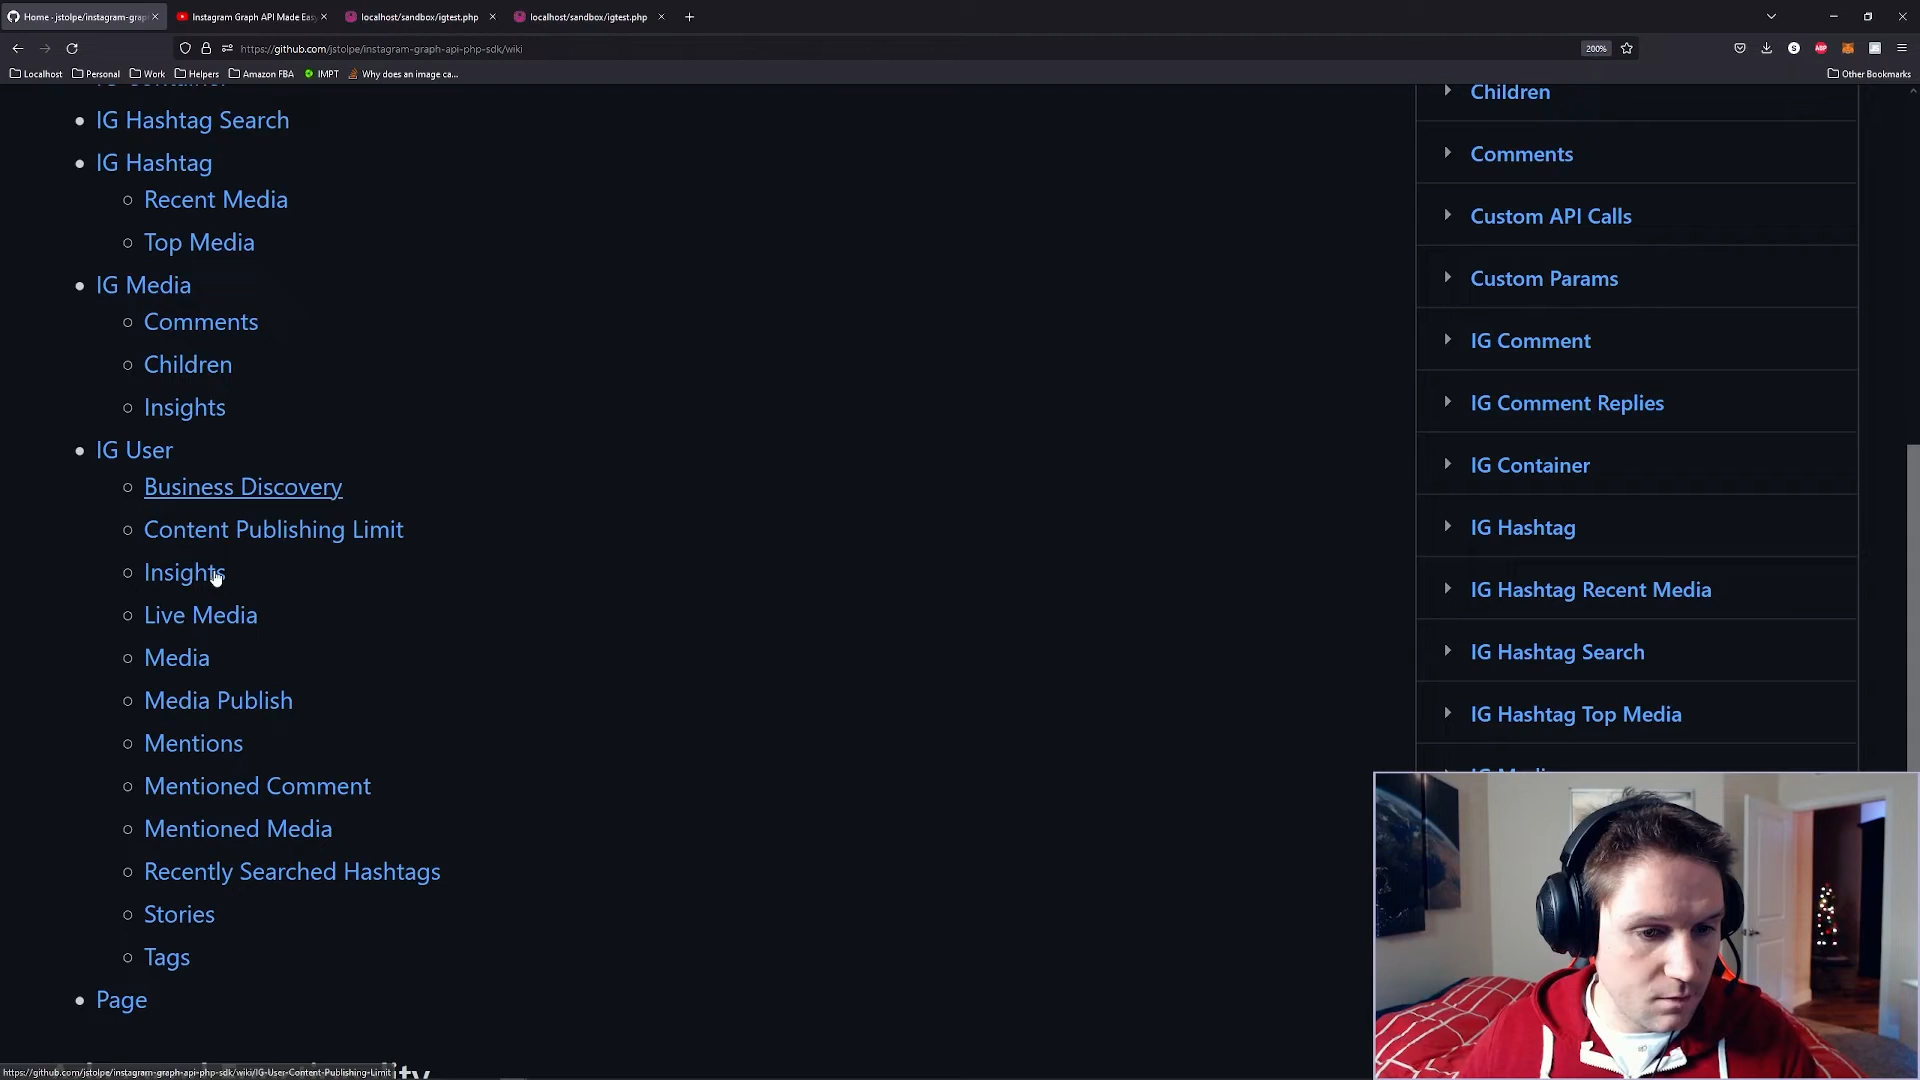 Home - jstolpe/instagram-grap
Instagram Graph API Made Eas
localhost/sandbox/igtest.php
localhost/sandbox/igtest.php
https://github.com/jstolpe/instagram-graph-api-php-sdk/wiki
200%
Localhost
Personal
Work
Helpers
Amazon FBA
IMPT
Why does an image ca...
Other Bookmarks
IG Container
IG Hashtag Search
IG Hashtag
Recent Media
Top Media
IG Media
Comments
Children
Insights
IG User
Business Discovery
Content Publishing Limit
Insights
Live Media
Media
Media Publish
Mentions
Mentioned Comment
Mentioned Media
Recently Searched Hashtags
Stories
Tags
Page
https://github.com/jstolpe/instagram-graph-api-php-sdk/wiki/IG-User-Content-Publishing-Limit
Children
Comments
Custom API Calls
Custom Params
IG Comment
IG Comment Replies
IG Container
IG Hashtag
IG Hashtag Recent Media
IG Hashtag Search
IG Hashtag Top Media
IG Media